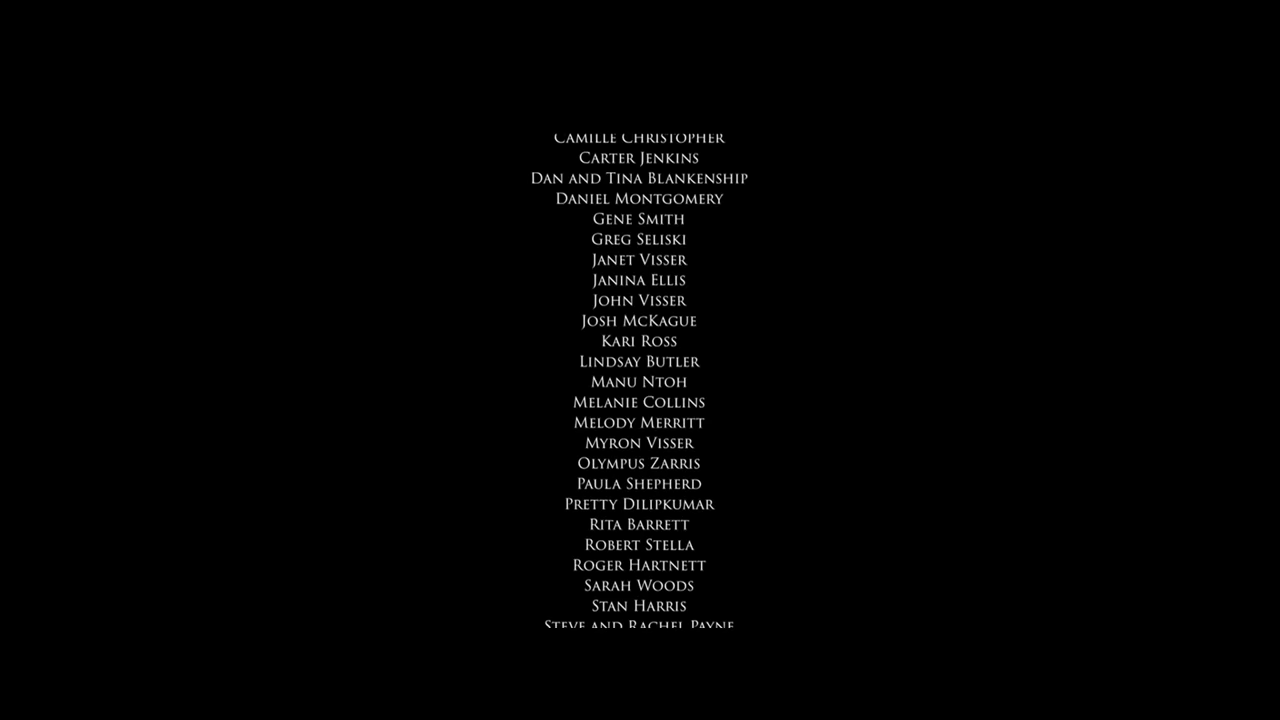 Camille Christopher
Carter Jenkins
Dan and Tina Blankenship
Daniel Montgomery
Gene Smith
Greg Seliski
Janet Visser
Janina Ellis
John Visser
Josh McKague
Kari Ross
Lindsay Butler
Manu Ntoh
Melanie Collins
Melody Merritt
Myron Visser
Olympus Zarris
Paula Shepherd
Pretty Dilipkumar
Rita Barrett
Robert Stella
Roger Hartnett
Sarah Woods
Stan Harris
Steve and Rachel Payne